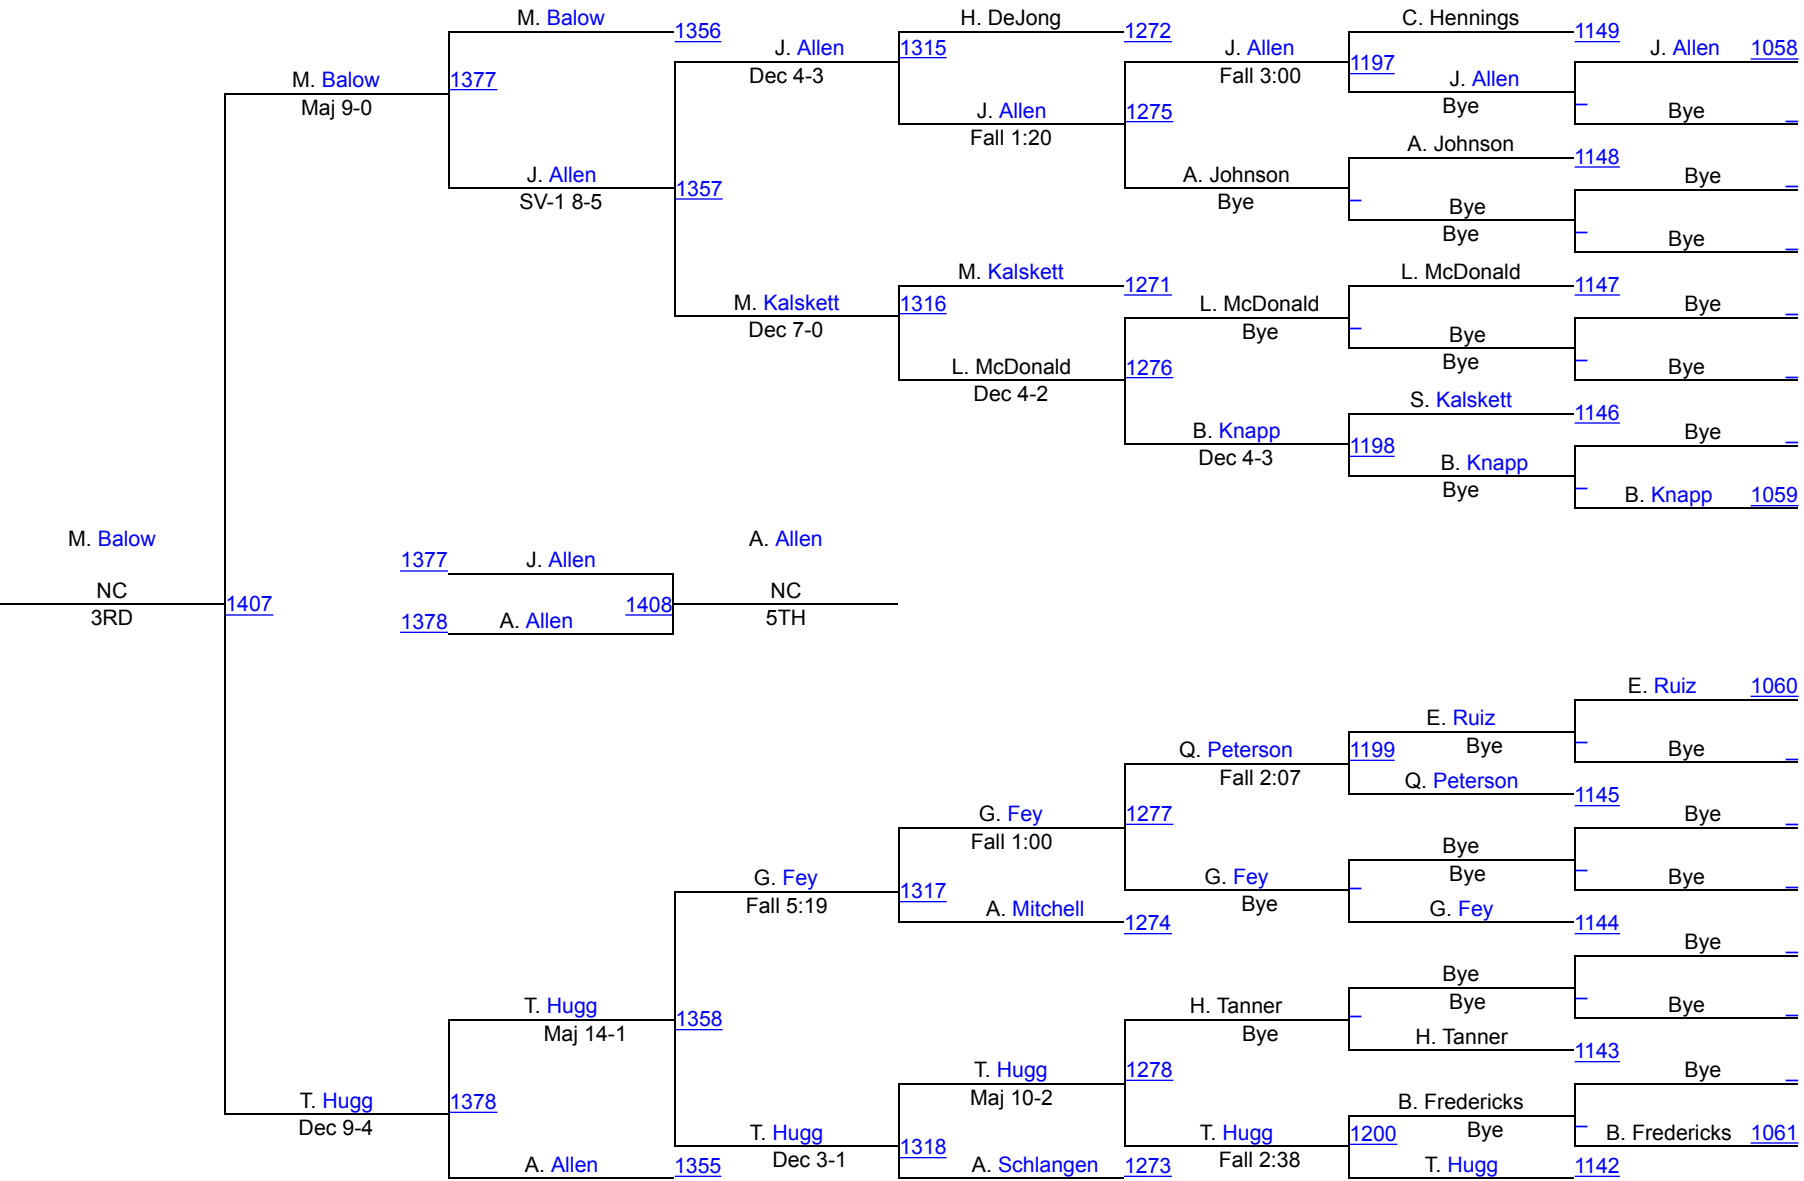 M. Balow
1356
H. DeJong
1272
C. Hennings
1149
J. Allen
1058
J. Allen
Dec 4-3
1315
J. Allen
Fall 3:00
1197
J. Allen
Bye
Bye
M. Balow
Maj 9-0
1377
J. Allen
Fall 1:20
1275
A. Johnson
1148
Bye
J. Allen
SV-1 8-5
1357
A. Johnson
Bye
Bye
Bye
Bye
M. Kalskett
1271
L. McDonald
1147
Bye
M. Kalskett
Dec 7-0
1316
L. McDonald
Bye
Bye
Bye
Bye
L. McDonald
Dec 4-2
1276
S. Kalskett
1146
Bye
B. Knapp
Dec 4-3
1198
B. Knapp
Bye
B. Knapp
1059
M. Balow
NC
3RD
1407
1377
J. Allen
1378
A. Allen
1408
A. Allen
NC
5TH
E. Ruiz
1060
E. Ruiz
Bye
Bye
Q. Peterson
Fall 2:07
1199
Q. Peterson
1145
G. Fey
Fall 1:00
1277
Bye
Bye
Bye
Bye
G. Fey
Fall 5:19
1317
G. Fey
Bye
G. Fey
1144
A. Mitchell
1274
Bye
Bye
Bye
Bye
T. Hugg
Maj 14-1
1358
H. Tanner
Bye
H. Tanner
1143
T. Hugg
Maj 10-2
1278
Bye
T. Hugg
Dec 9-4
1378
B. Fredericks
Bye
B. Fredericks
1061
T. Hugg
Dec 3-1
1318
T. Hugg
Fall 2:38
1200
A. Allen
1355
A. Schlangen
1273
T. Hugg
1142